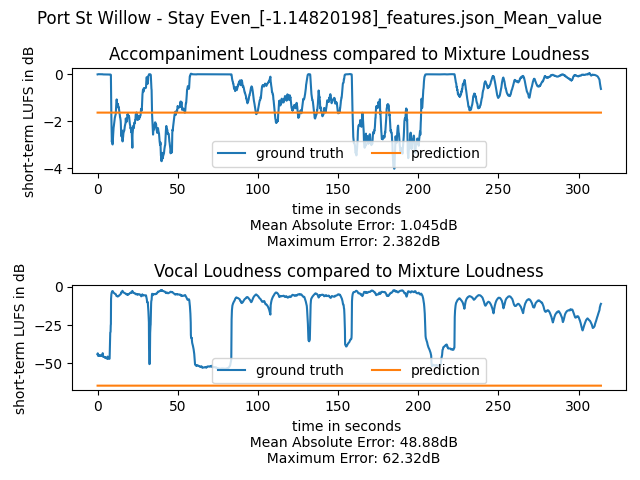 Port St Willow - Stay Even_[-1.14820198]_features.json_Mean_value
Accompaniment Loudness compared to Mixture Loudness
short-term LUFS in dB
0
−2
−4
ground truth
prediction
0 50 100 150 200 250 300
time in seconds
Mean Absolute Error: 1.045dB
Maximum Error: 2.382dB
Vocal Loudness compared to Mixture Loudness
short-term LUFS in dB
0
−25
−50
ground truth
prediction
0 50 100 150 200 250 300
time in seconds
Mean Absolute Error: 48.88dB
Maximum Error: 62.32dB